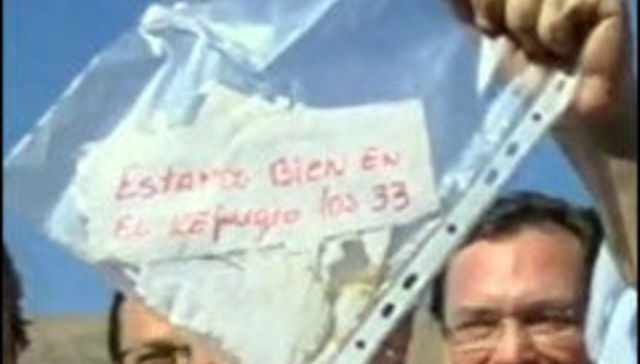 ESTAMOS BIEN EN
EL REfugio los 33